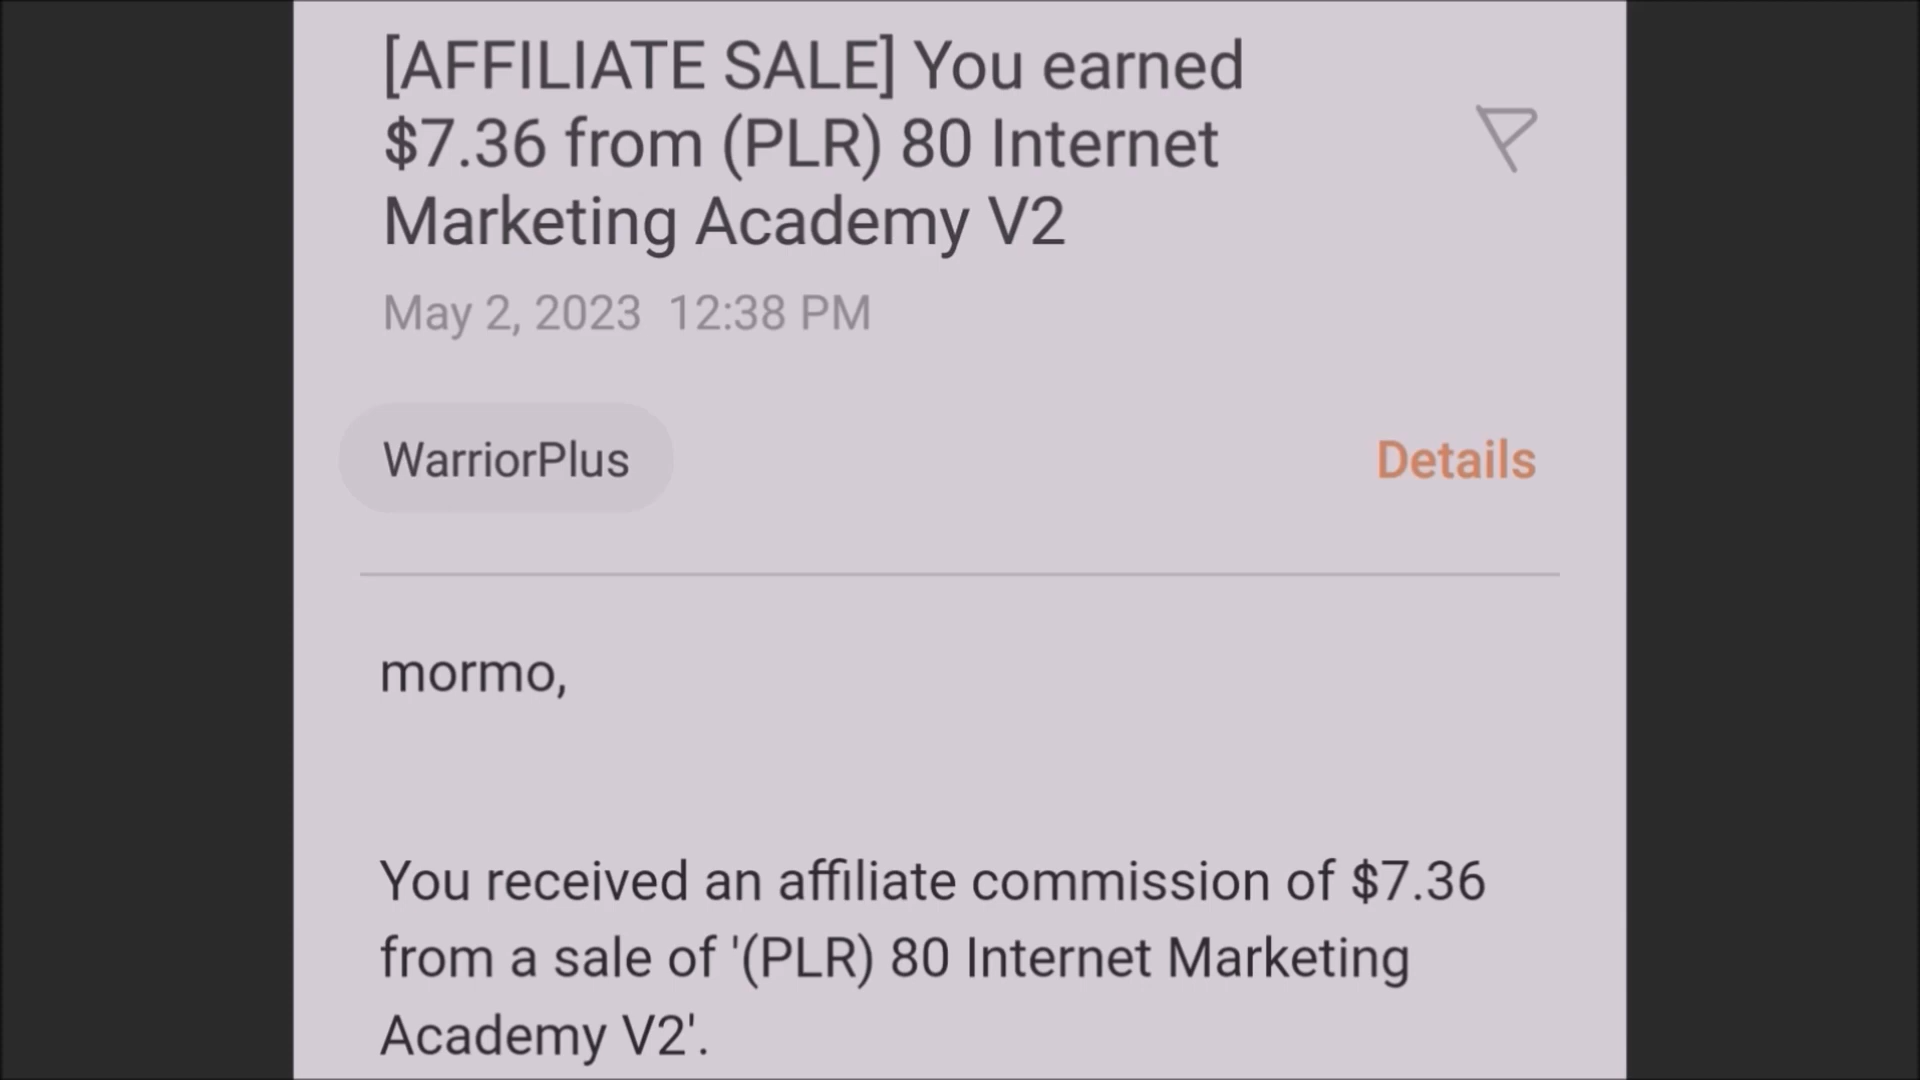 [AFFILIATE SALE] You earned
$7.36 from (PLR) 80 Internet
Marketing Academy V2
May 2, 2023  12:38 PM
WarriorPlus
Details
mormo,
You received an affiliate commission of $7.36
from a sale of '(PLR) 80 Internet Marketing
Academy V2'.